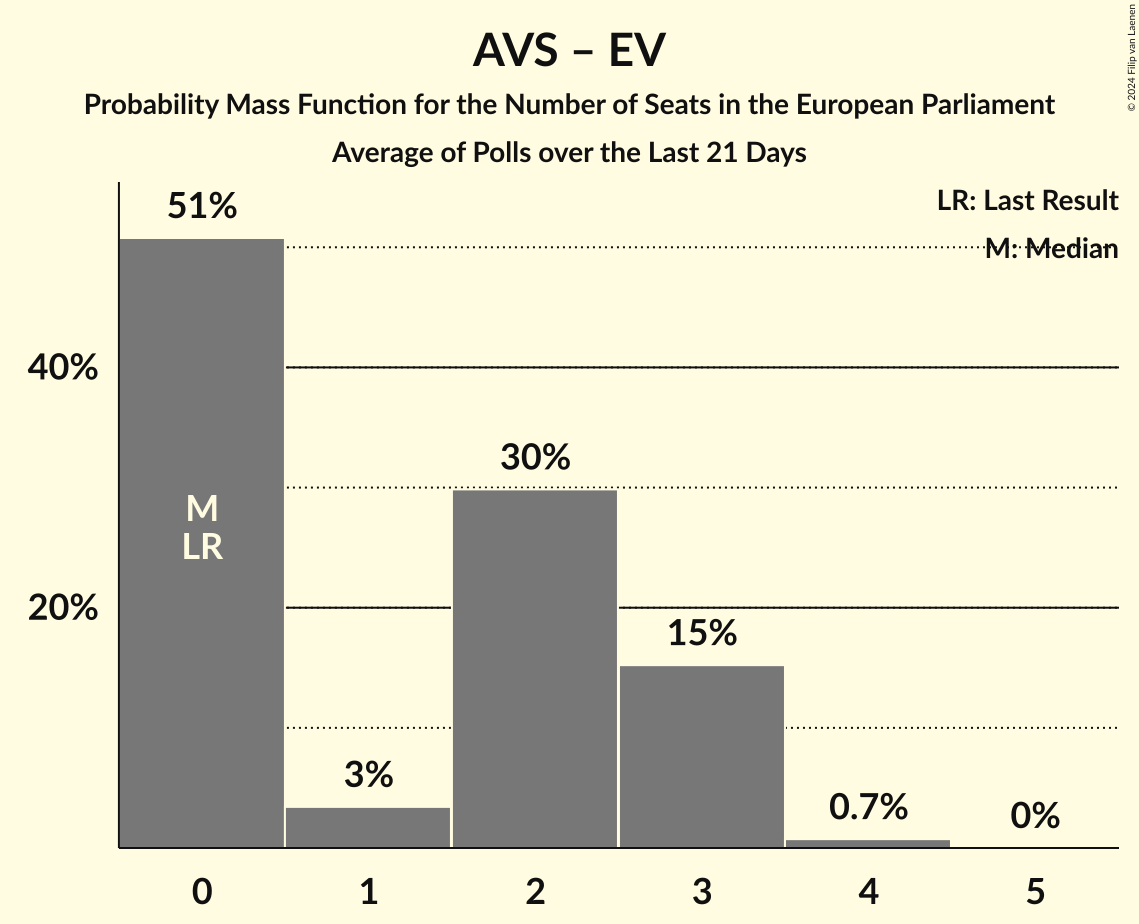 AVS – EV
Probability Mass Function for the Number of Seats in the European Parliament
Average of Polls over the Last 21 Days
© 2024 Filip van Laenen
LR: Last Result
M: Median
51%
40%
30%
M
LR
20%
15%
3%
0.7%
0%
0 1 2 3 4 5